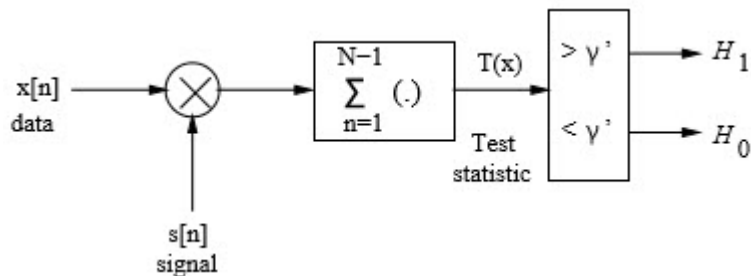 x[n]
data
s[n]
signal
N−1
Σ (.)
n=1
T(x)
Test
statistic
> γ'
< γ'
H1
H0